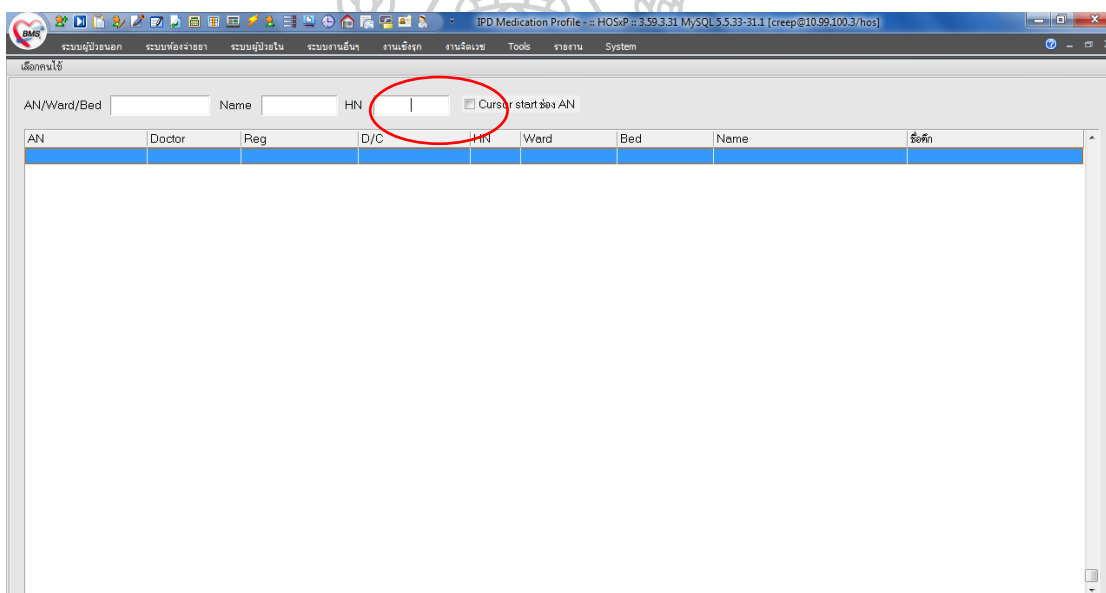 IPD Medication Profile - :: HOSxP :: 3.59.3.31 MySQL 5.5.33-31.1 [creep@10.99.100.3/hos]
BMS
ระบบผู้ป่วยนอก ระบบห้องจ่ายยา ระบบผู้ป่วยใน ระบบงานอื่นๆ งานเชิงรุก งานจิตเวช Tools รายงาน System
เลือกคนไข้
AN/Ward/Bed Name HN Cursur start ช่อง AN
AN Doctor Reg D/C HN Ward Bed Name ชื่อตึก